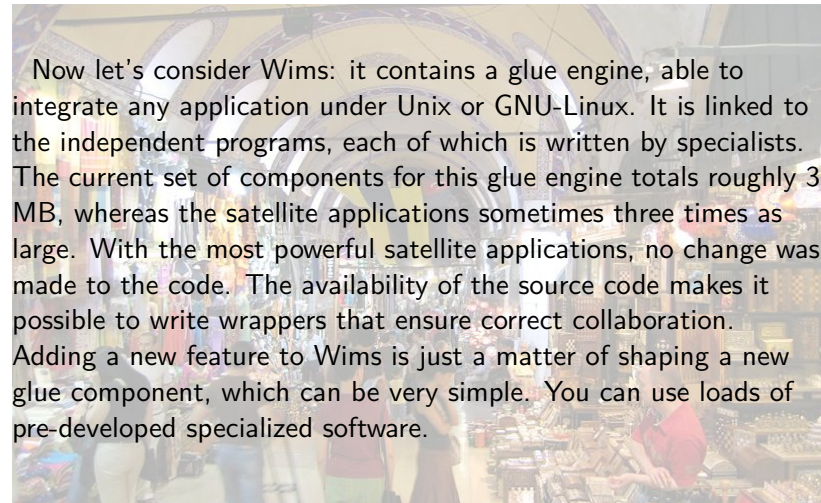 Now let's consider Wims: it contains a glue engine, able to
integrate any application under Unix or GNU-Linux. It is linked to
the independent programs, each of which is written by specialists.
The current set of components for this glue engine totals roughly 3
MB, whereas the satellite applications sometimes three times as
large. With the most powerful satellite applications, no change was
made to the code. The availability of the source code makes it
possible to write wrappers that ensure correct collaboration.
Adding a new feature to Wims is just a matter of shaping a new
glue component, which can be very simple. You can use loads of
pre-developed specialized software.